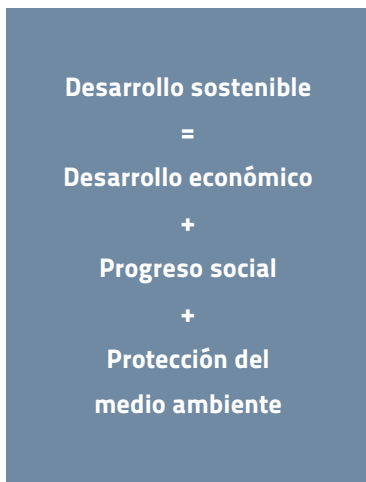 Desarrollo sostenible
=
Desarrollo económico
+
Progreso social
+
Protección del
medio ambiente